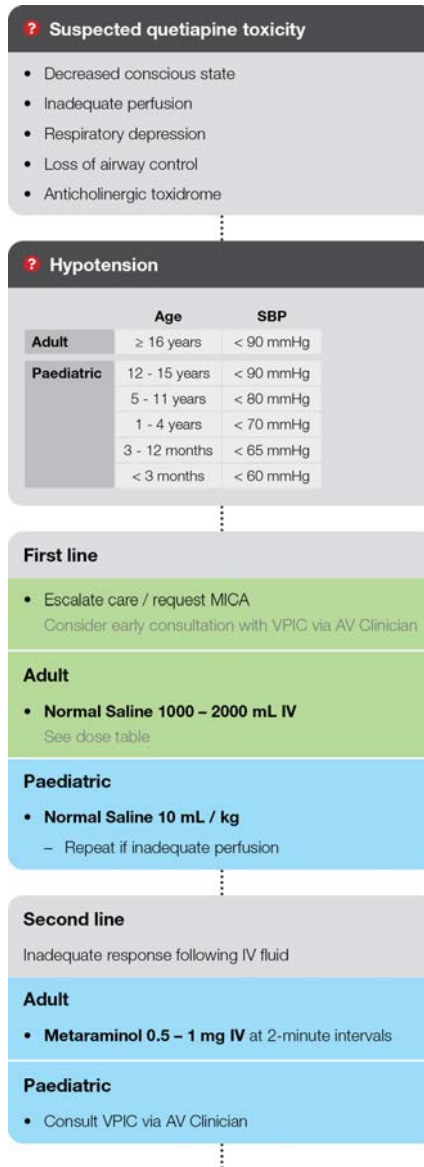 ? Suspected quetiapine toxicity
• Decreased conscious state
• Inadequate perfusion
• Respiratory depression
• Loss of airway control
• Anticholinergic toxidrome
? Hypotension
Age SBP
Adult ≥ 16 years < 90 mmHg
Paediatric 12 - 15 years < 90 mmHg
5 - 11 years < 80 mmHg
1 - 4 years < 70 mmHg
3 - 12 months < 65 mmHg
< 3 months < 60 mmHg
First line
• Escalate care / request MICA
Consider early consultation with VPIC via AV Clinician
Adult
• Normal Saline 1000 – 2000 mL IV
See dose table
Paediatric
• Normal Saline 10 mL / kg
– Repeat if inadequate perfusion
Second line
Inadequate response following IV fluid
Adult
• Metaraminol 0.5 – 1 mg IV at 2-minute intervals
Paediatric
• Consult VPIC via AV Clinician